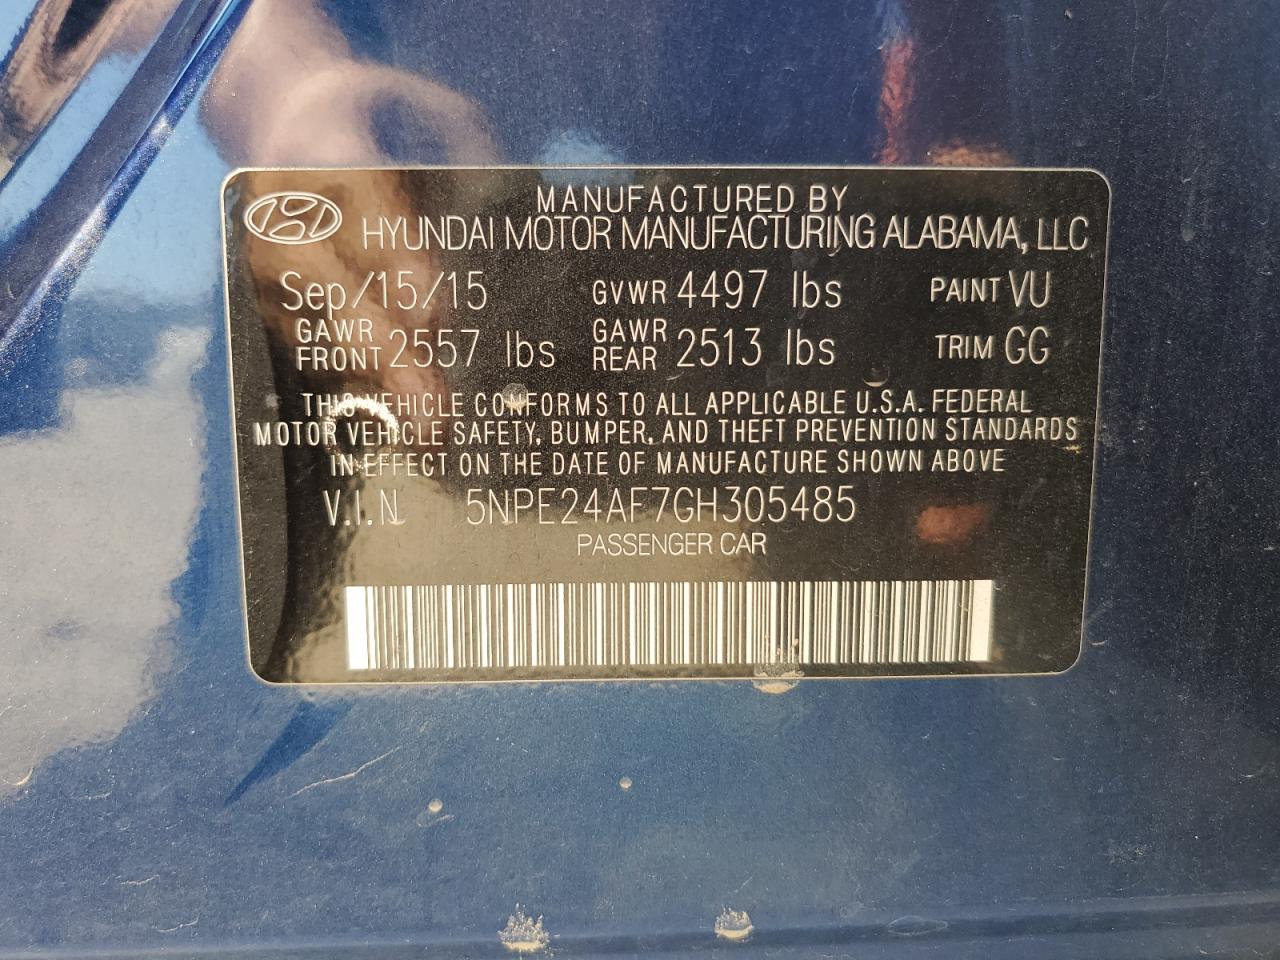 MANUFACTURED BY
HYUNDAI MOTOR MANUFACTURING ALABAMA, LLC
Sep/15/15 GVWR 4497 lbs PAINT VU
GAWR FRONT 2557 lbs GAWR REAR 2513 lbs TRIM GG
THIS VEHICLE CONFORMS TO ALL APPLICABLE U.S.A. FEDERAL
MOTOR VEHICLE SAFETY, BUMPER, AND THEFT PREVENTION STANDARDS
IN EFFECT ON THE DATE OF MANUFACTURE SHOWN ABOVE
V.I.N 5NPE24AF7GH305485
PASSENGER CAR